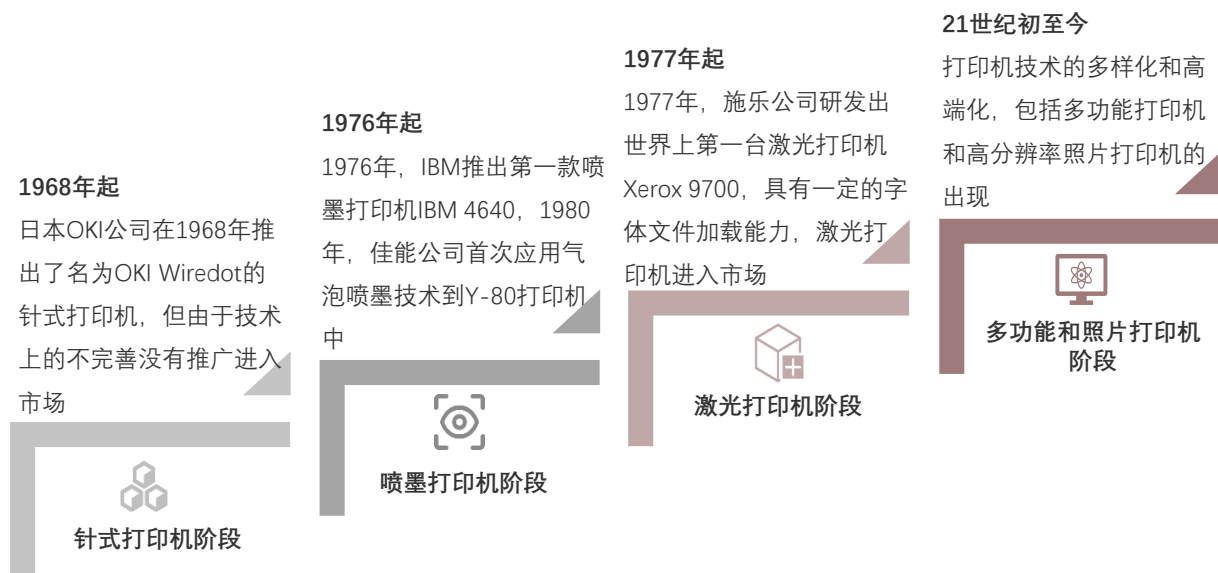 1968年起
日本OKI公司在1968年推
出了名为OKI Wiredot的
针式打印机，但由于技术
上的不完善没有推广进入
市场
针式打印机阶段
1976年起
1976年，IBM推出第一款喷
墨打印机IBM 4640，1980
年，佳能公司首次应用气
泡喷墨技术到Y-80打印机
中
喷墨打印机阶段
1977年起
1977年，施乐公司研发出
世界上第一台激光打印机
Xerox 9700，具有一定的字
体文件加载能力，激光打
印机进入市场
激光打印机阶段
21世纪初至今
打印机技术的多样化和高
端化，包括多功能打印机
和高分辨率照片打印机的
出现
多功能和照片打印机
阶段